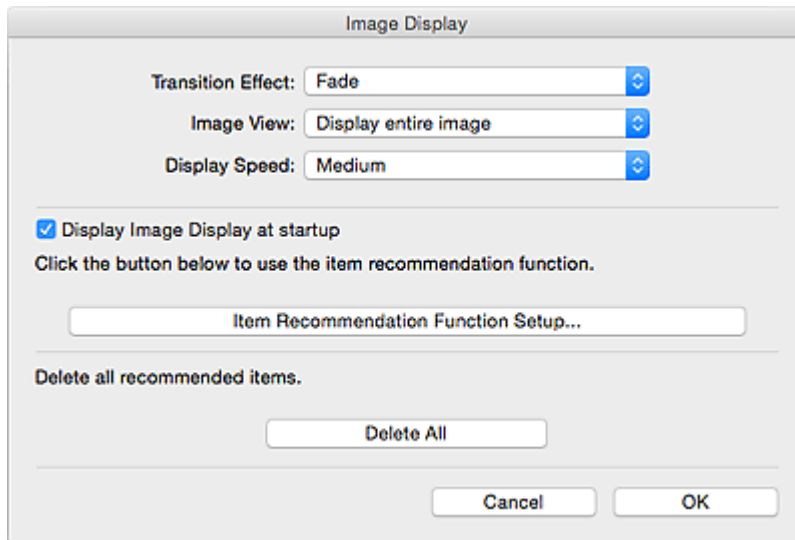 Image Display
Transition Effect: Fade
Image View: Display entire image
Display Speed: Medium
Display Image Display at startup
Click the button below to use the item recommendation function.
Item Recommendation Function Setup...
Delete all recommended items.
Delete All
Cancel OK